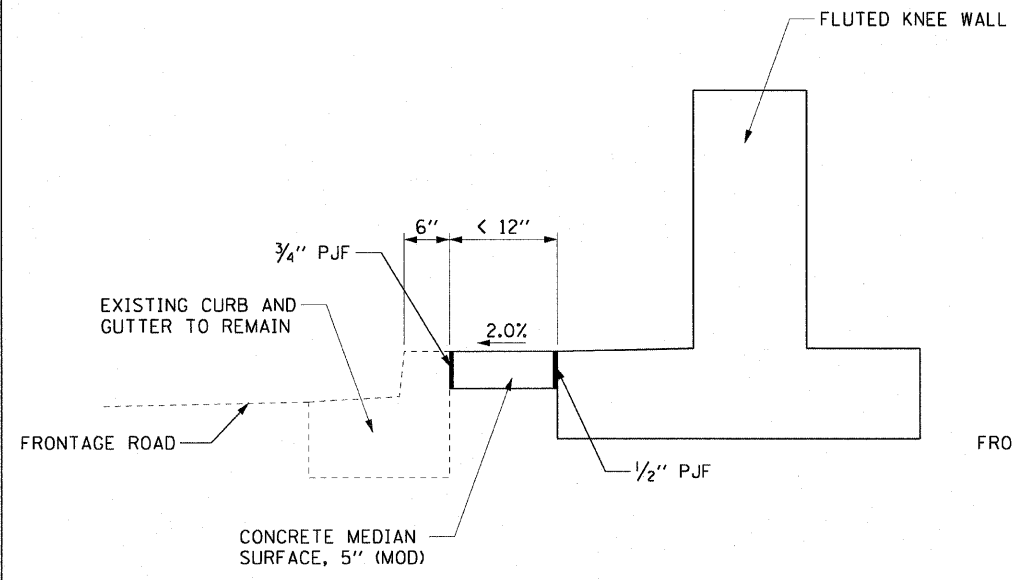 FLUTED KNEE WALL
6" < 12"
3/4" PJF
EXISTING CURB AND
GUTTER TO REMAIN
2.0%
FRONTAGE ROAD
FRO
1/2" PJF
CONCRETE MEDIAN
SURFACE, 5" (MOD)